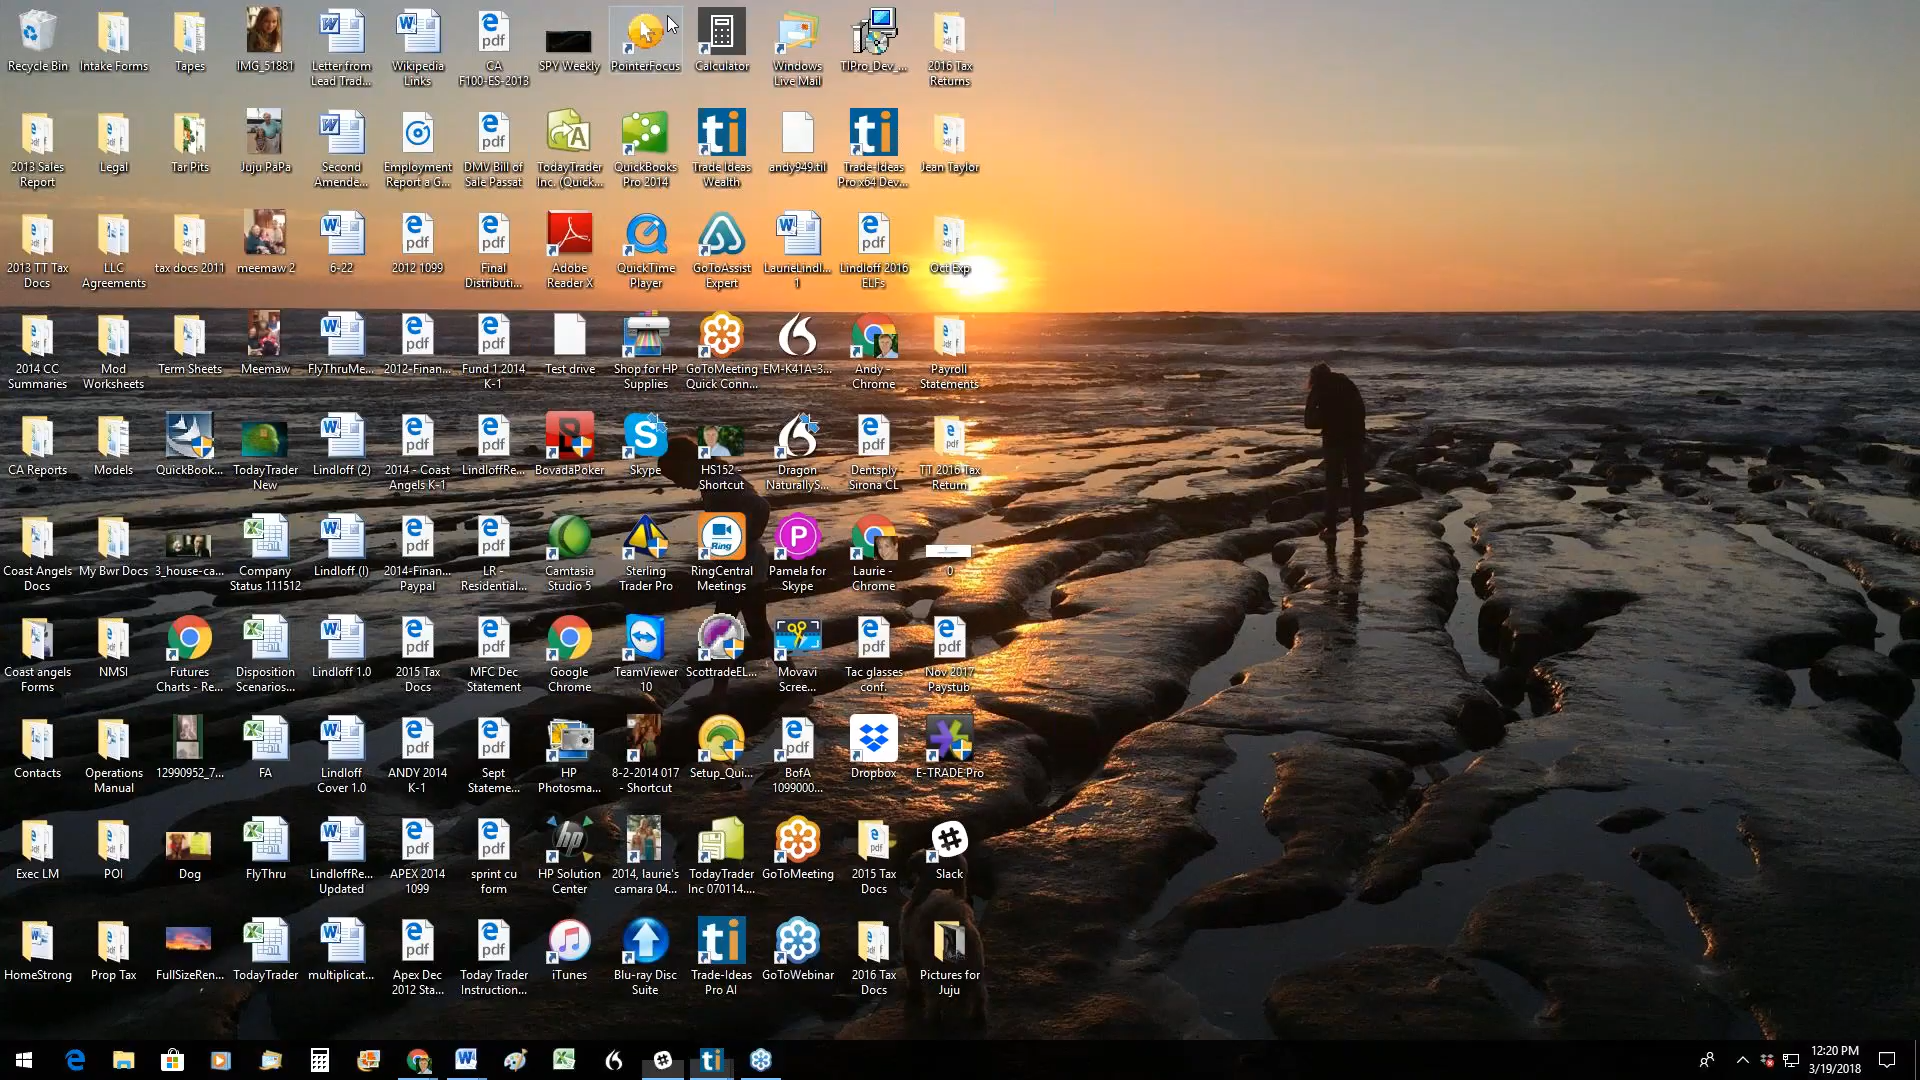 Recycle Bin
Intake Forms
Tapes
IMG_51881
Letter from
Lead Trad...
Wikipedia
Links
CA
F100-ES-2013
SPY Weekly
PointerFocus
Calculator
Windows
Live Mail
TIPro_Dev_...
2016 Tax
Returns
2013 Sales
Report
Legal
Tar Pits
Juju PaPa
Second
Amende...
Employment
Report a G...
DMV Bill of
Sale Passat
TodayTrader
Inc. (Quick...
QuickBooks
Pro 2014
Trade Ideas
Wealth
andy949.til
Trade-Ideas
Pro x64 Dev...
Jean Taylor
2013 TT Tax
Docs
LLC
Agreements
tax docs 2011
meemaw 2
6-22
2012 1099
Final
Distributi...
Adobe
Reader X
QuickTime
Player
GoToAssist
Expert
LaurieLindl...
1
Lindloff 2016
ELFs
Oct Exp
2014 CC
Summaries
Mod
Worksheets
Term Sheets
Meemaw
FlyThruMe...
2012-Finan...
Fund 1 2014
K-1
Test drive
Shop for HP
Supplies
GoToMeeting
Quick Conn...
EM-K41A-3...
Andy -
Chrome
Payroll
Statements
CA Reports
Models
QuickBook...
TodayTrader
New
Lindloff (2)
2014 - Coast
Angels K-1
LindloffRe...
BovadaPoker
Skype
HS152 -
Shortcut
Dragon
NaturallyS...
Dentsply
Sirona CL
TT 2016 Tax
Return
Coast Angels
Docs
My Bwr Docs
3_house-ca...
Company
Status 111512
Lindloff (l)
2014-Finan...
Paypal
LR -
Residential...
Camtasia
Studio 5
Sterling
Trader Pro
RingCentral
Meetings
Pamela for
Skype
Laurie -
Chrome
0
Coast angels
Forms
NMSI
Futures
Charts - Re...
Disposition
Scenarios...
Lindloff 1.0
2015 Tax
Docs
MFC Dec
Statement
Google
Chrome
TeamViewer
10
ScottradeEL...
Movavi
Scree...
Tac glasses
conf.
Nov 2017
Paystub
Contacts
Operations
Manual
12990952_7...
FA
Lindloff
Cover 1.0
ANDY 2014
K-1
Sept
Stateme...
HP
Photosma...
8-2-2014 017
- Shortcut
Setup_Qui...
BofA
1099000...
Dropbox
E-TRADE Pro
Exec LM
POI
Dog
FlyThru
LindloffRe...
Updated
APEX 2014
1099
sprint cu
form
HP Solution
Center
2014, laurie's
camara 04...
TodayTrader
Inc 070114....
GoToMeeting
2015 Tax
Docs
Slack
HomeStrong
Prop Tax
FullSizeRen...
TodayTrader
multiplicat...
Apex Dec
2012 Sta...
Today Trader
Instruction...
iTunes
Blu-ray Disc
Suite
Trade-Ideas
Pro AI
GoToWebinar
2016 Tax
Docs
Pictures for
Juju
12:20 PM
3/19/2018